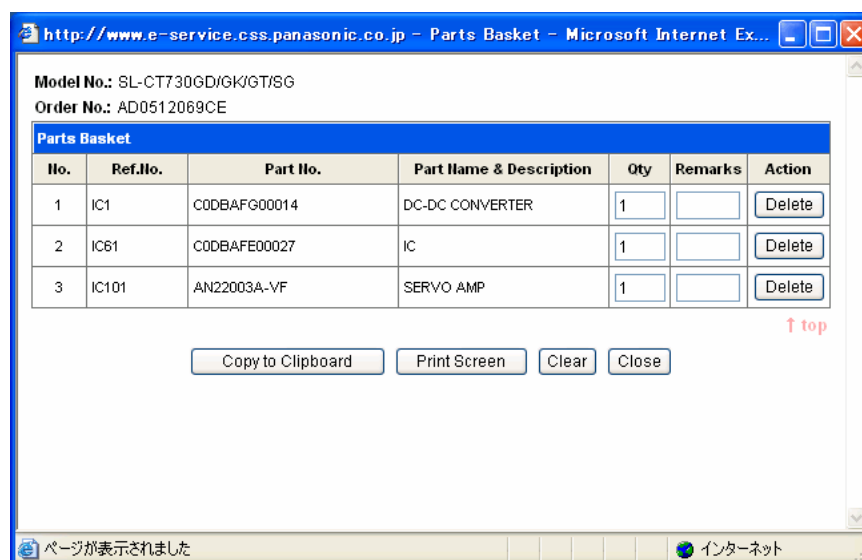 http://www.e-service.css.panasonic.co.jp - Parts Basket - Microsoft Internet Ex...
Model No.: SL-CT730GD/GK/GT/SG
Order No.: AD0512069CE
Parts Basket
No. Ref.No. Part No. Part Name & Description Qty Remarks Action
1 IC1 C0DBAFG00014 DC-DC CONVERTER 1 Delete
2 IC61 C0DBAFE00027 IC 1 Delete
3 IC101 AN22003A-VF SERVO AMP 1 Delete
↑ top
Copy to Clipboard Print Screen Clear Close
ページが表示されました インターネット